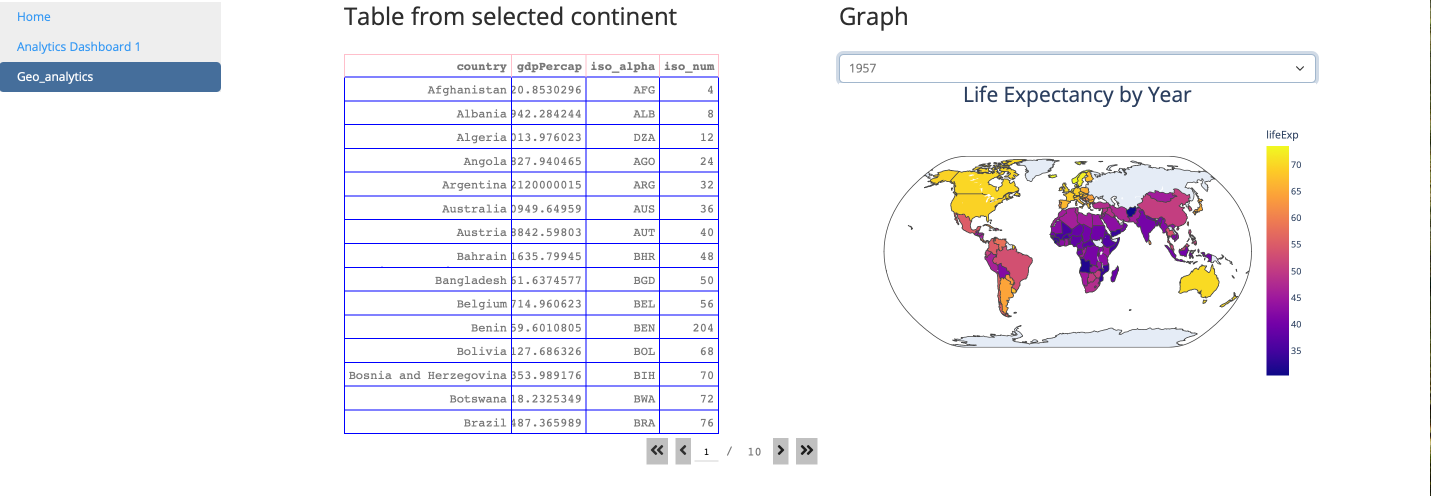 Home
Analytics Dashboard 1
Geo_analytics
Table from selected continent
country gdpPercap iso_alpha iso_num
Afghanistan 20.8530296 AFG 4
Albania 942.284244 ALB 8
Algeria 013.976023 DZA 12
Angola 827.940465 AGO 24
Argentina 2120000015 ARG 32
Australia 0949.64959 AUS 36
Austria 8842.59803 AUT 40
Bahrain 1635.79945 BHR 48
Bangladesh 61.6374577 BGD 50
Belgium 714.960623 BEL 56
Benin 59.6010805 BEN 204
Bolivia 127.686326 BOL 68
Bosnia and Herzegovina 353.989176 BIH 70
Botswana 18.2325349 BWA 72
Brazil 487.365989 BRA 76
1 / 10
Graph
1957
Life Expectancy by Year
lifeExp
70
65
60
55
50
45
40
35